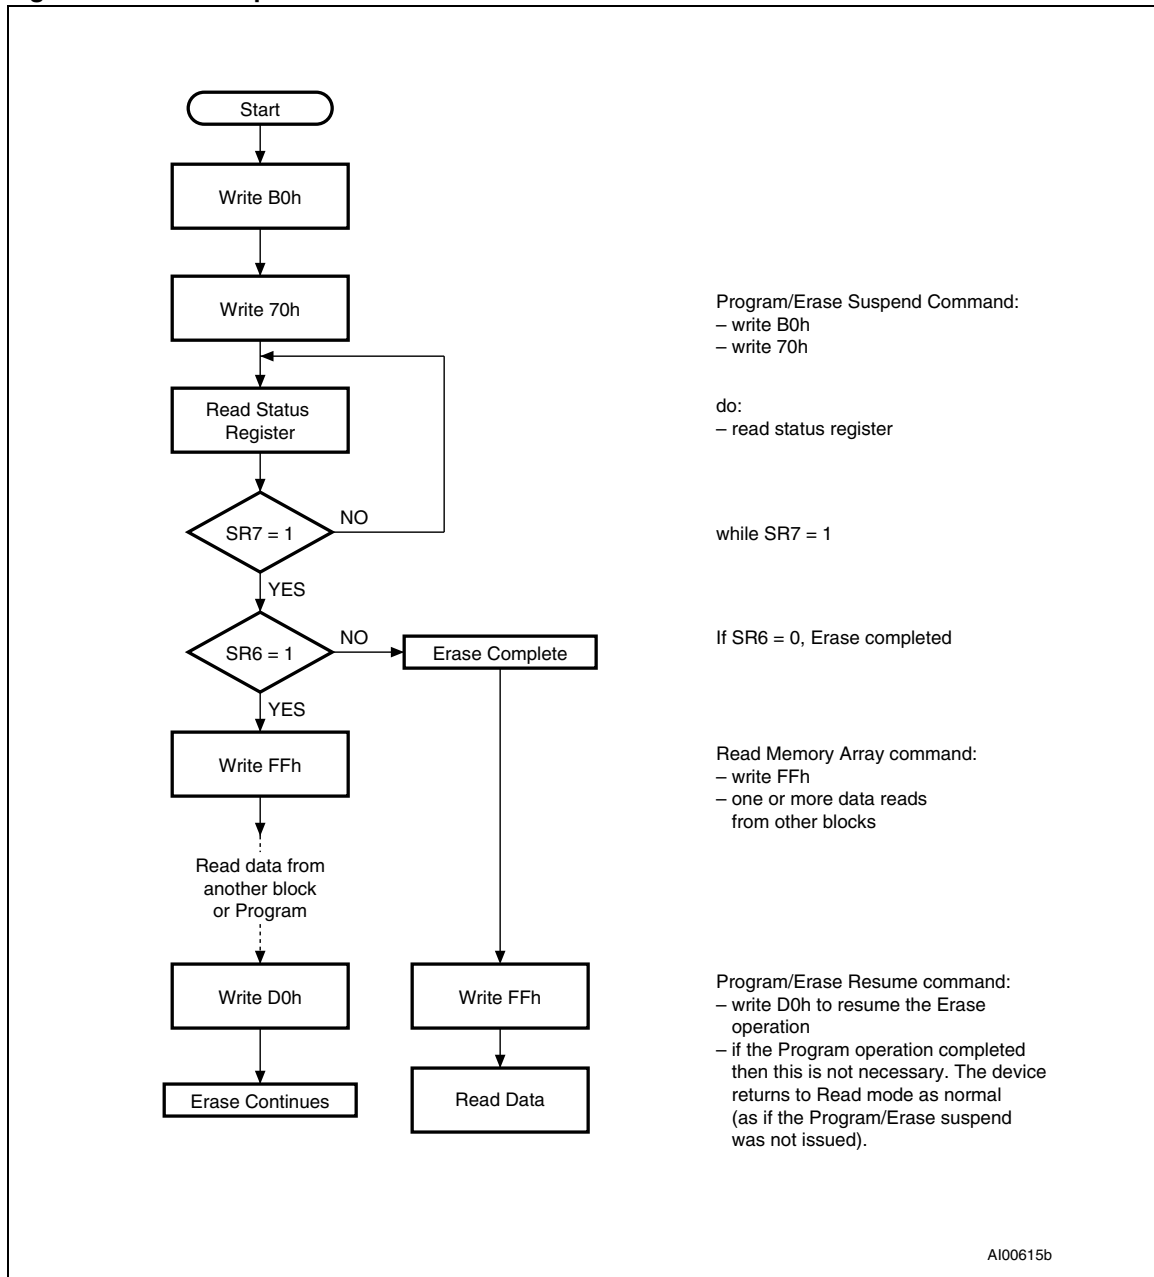 Start
Write B0h
Write 70h
Program/Erase Suspend Command:
– write B0h
– write 70h
Read Status
Register
do:
– read status register
SR7 = 1
NO
while SR7 = 1
YES
SR6 = 1
NO
Erase Complete
If SR6 = 0, Erase completed
YES
Write FFh
Read Memory Array command:
– write FFh
– one or more data reads
from other blocks
Read data from
another block
or Program
Write D0h
Write FFh
Program/Erase Resume command:
– write D0h to resume the Erase
operation
– if the Program operation completed
then this is not necessary. The device
returns to Read mode as normal
(as if the Program/Erase suspend
was not issued).
Erase Continues
Read Data
AI00615b